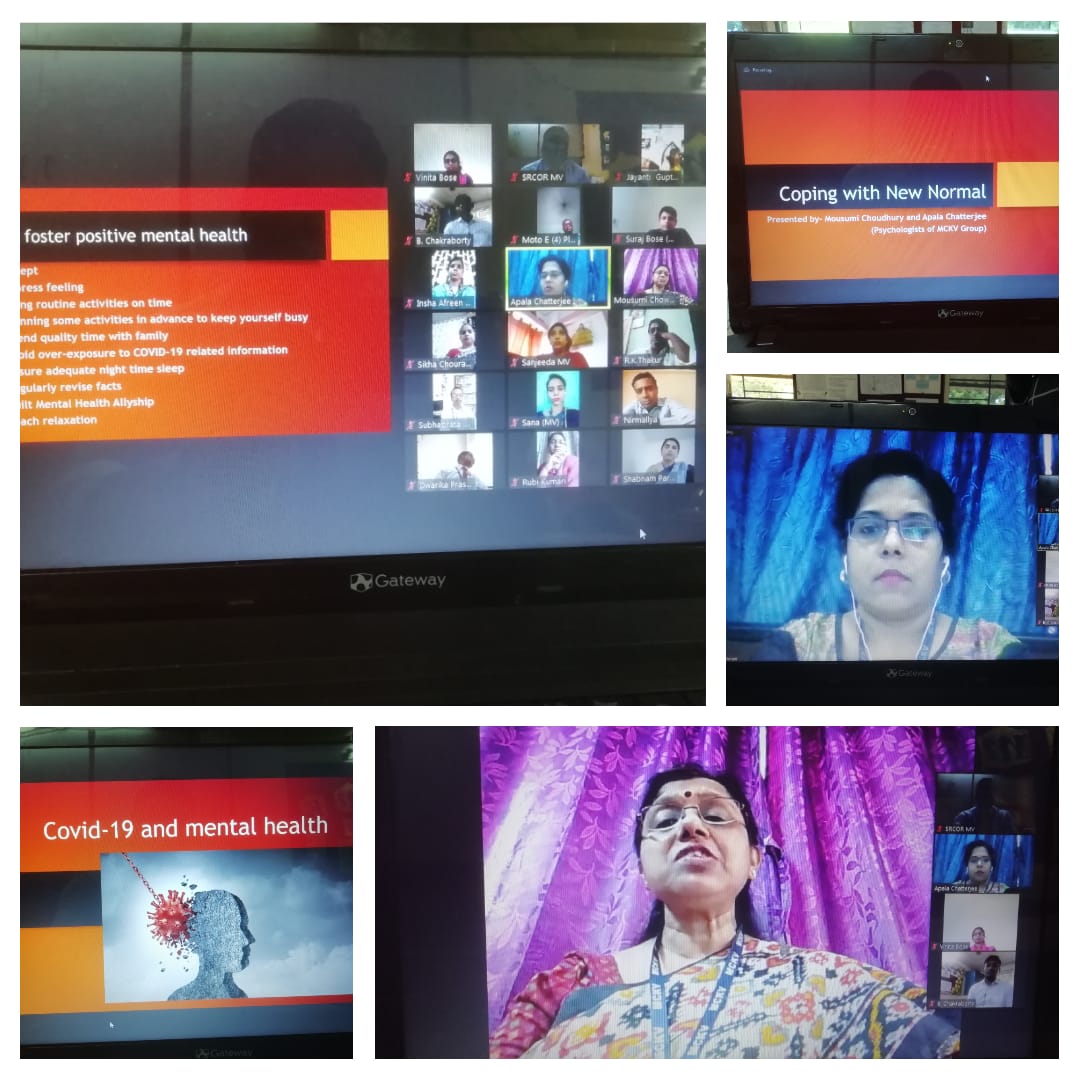 foster positive mental health
ept
ress feeling
ng routine activities on time
nning some activities in advance to keep yourself busy
end quality time with family
oid over-exposure to COVID-19 related information
sure adequate night time sleep
gularly revise facts
ilt Mental Health Allyship
ach relaxation
Vinita Bose
SRCOR MV
Jayanti Gupt...
B. Chakraborty
Moto E (4) Pl...
Suraj Bose (...
Insha Afreen ...
Apala Chatterjee
Mousumi Chow...
Sikha Choura...
Sanjeeda MV
R.K.Thakur
Subhabrata
Sana (MV)
Nirmallya
Dwarika Pras...
Rubi Kumari
Shabnam Par...
Gateway
Coping with New Normal
Presented by- Mousumi Choudhury and Apala Chatterjee
(Psychologists of MCKV Group)
Gateway
Gateway
Covid-19 and mental health
Gateway
SRCOR MV
Apala Chatterjee
Vinita Bose
B. Chakraborty
MCKV